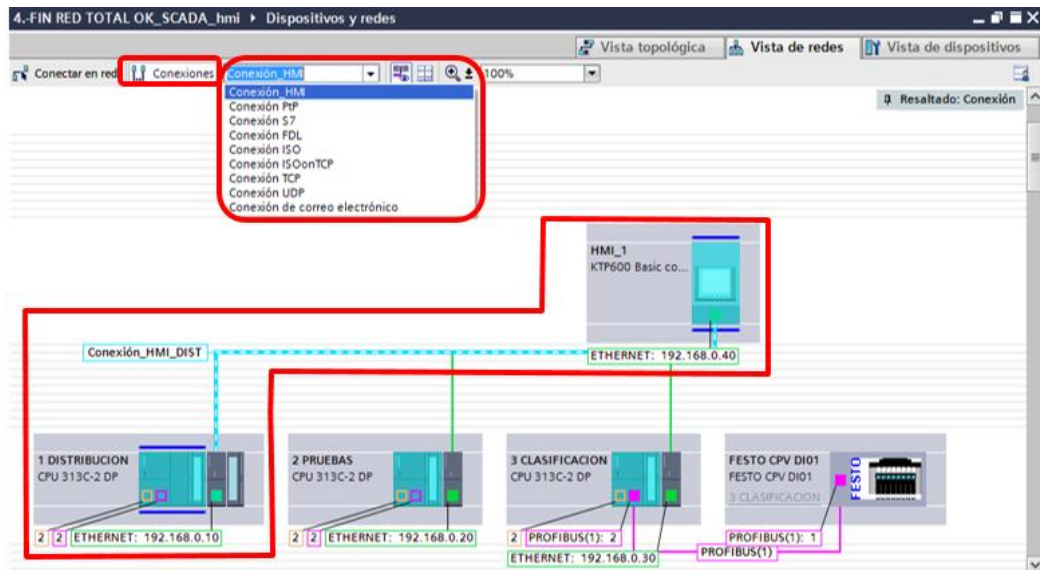 4.-FIN RED TOTAL OK_SCADA_hmi ▸ Dispositivos y redes
Vista topológica Vista de redes Vista de dispositivos
Conectar en red Conexiones Conexión_HMI 100%
Resaltado: Conexión
Conexión_HMI
Conexión PtP
Conexión S7
Conexión FDL
Conexión ISO
Conexión ISOonTCP
Conexión TCP
Conexión UDP
Conexión de correo electrónico
HMI_1
KTP600 Basic co...
Conexión_HMI_DIST
ETHERNET: 192.168.0.40
1 DISTRIBUCION
CPU 313C-2 DP
2 PRUEBAS
CPU 313C-2 DP
3 CLASIFICACION
CPU 313C-2 DP
FESTO CPV DI01
FESTO CPV DI01
3 CLASIFICACION
FESTO
2 2 ETHERNET: 192.168.0.10
2 2 ETHERNET: 192.168.0.20
2 PROFIBUS(1): 2
PROFIBUS(1): 1
PROFIBUS(1)
ETHERNET: 192.168.0.30